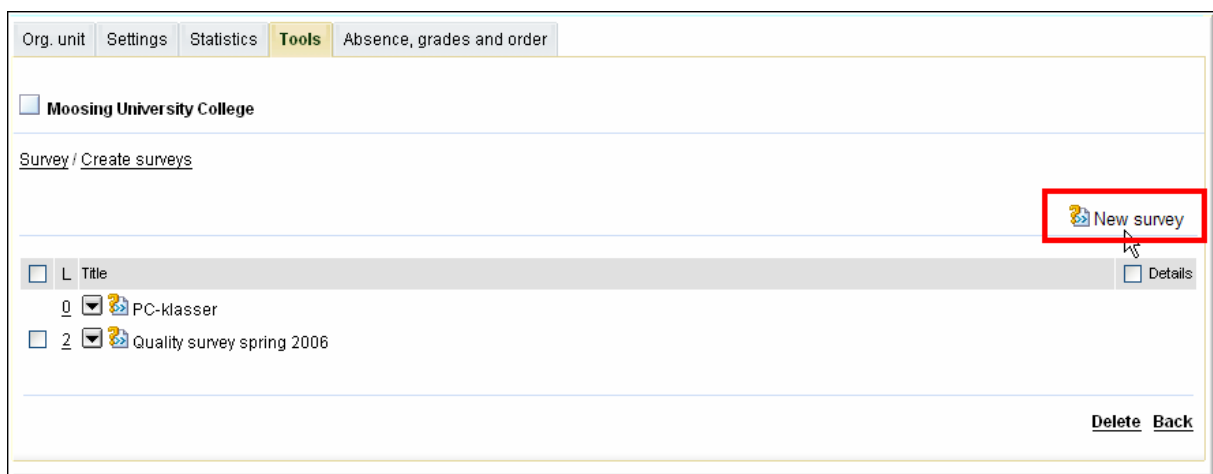 Org. unit Settings Statistics Tools Absence, grades and order
Moosing University College
Survey / Create surveys
New survey
L Title Details
0 PC-klasser
2 Quality survey spring 2006
Delete Back